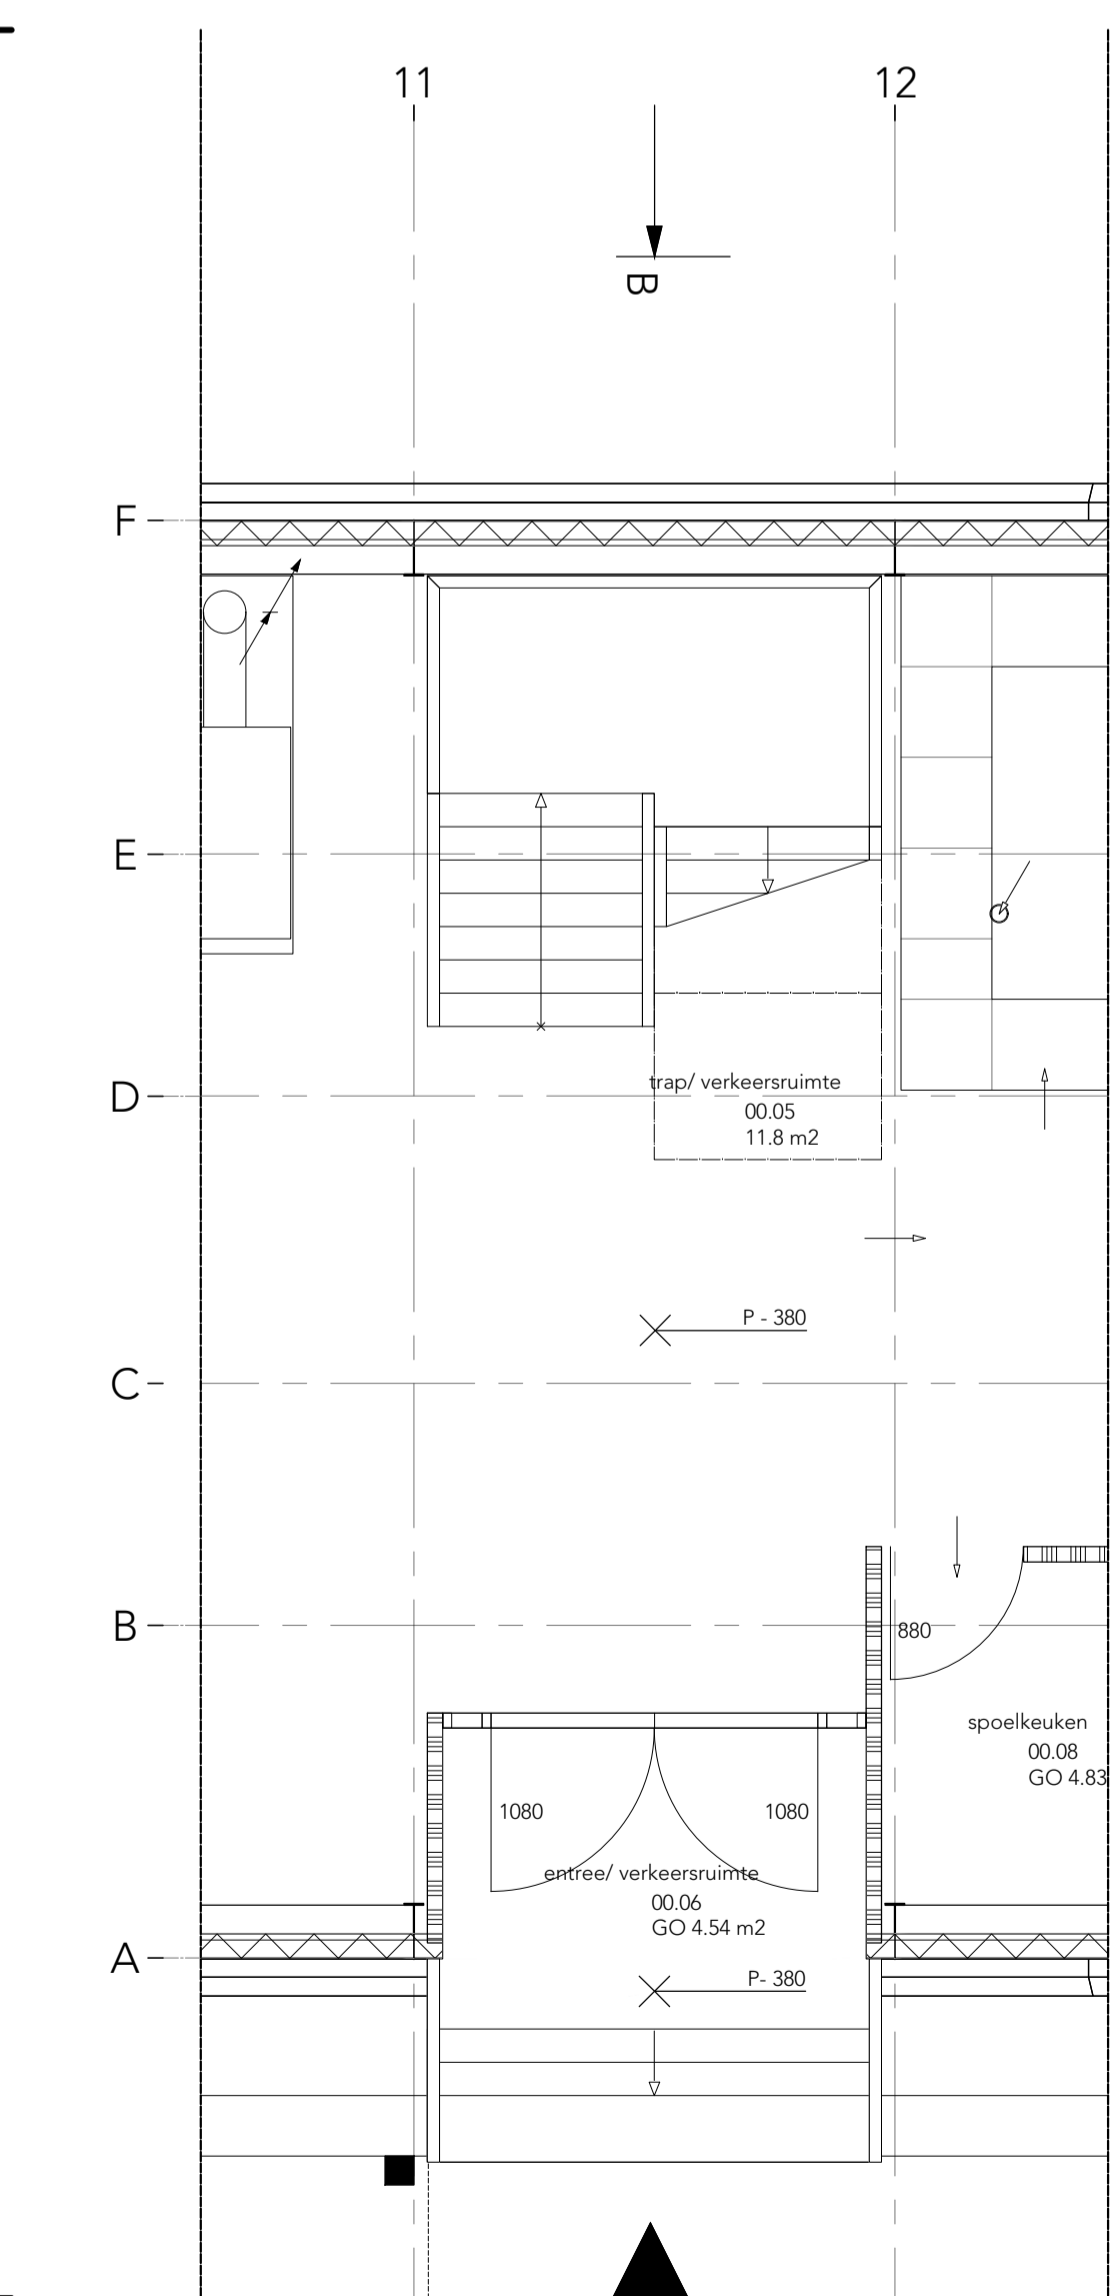 11
12
B
F
E
D
trap/ verkeersruimte
00.05
11.8 m2
P - 380
C
B
880
spoelkeuken
00.08
GO 4.83
1080
1080
entree/ verkeersruimte
00.06
GO 4.54 m2
A
P- 380